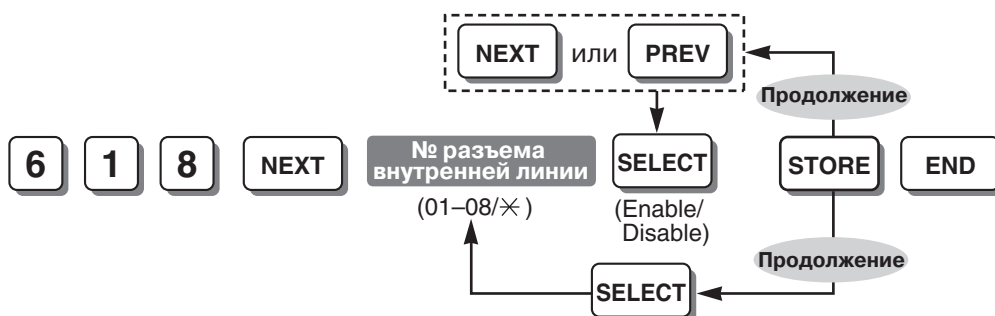 NEXT или PREV
Продолжение
6 1 8 NEXT № разъема внутренней линии SELECT STORE END
(01–08/✳)
(Enable/
Disable)
Продолжение
SELECT